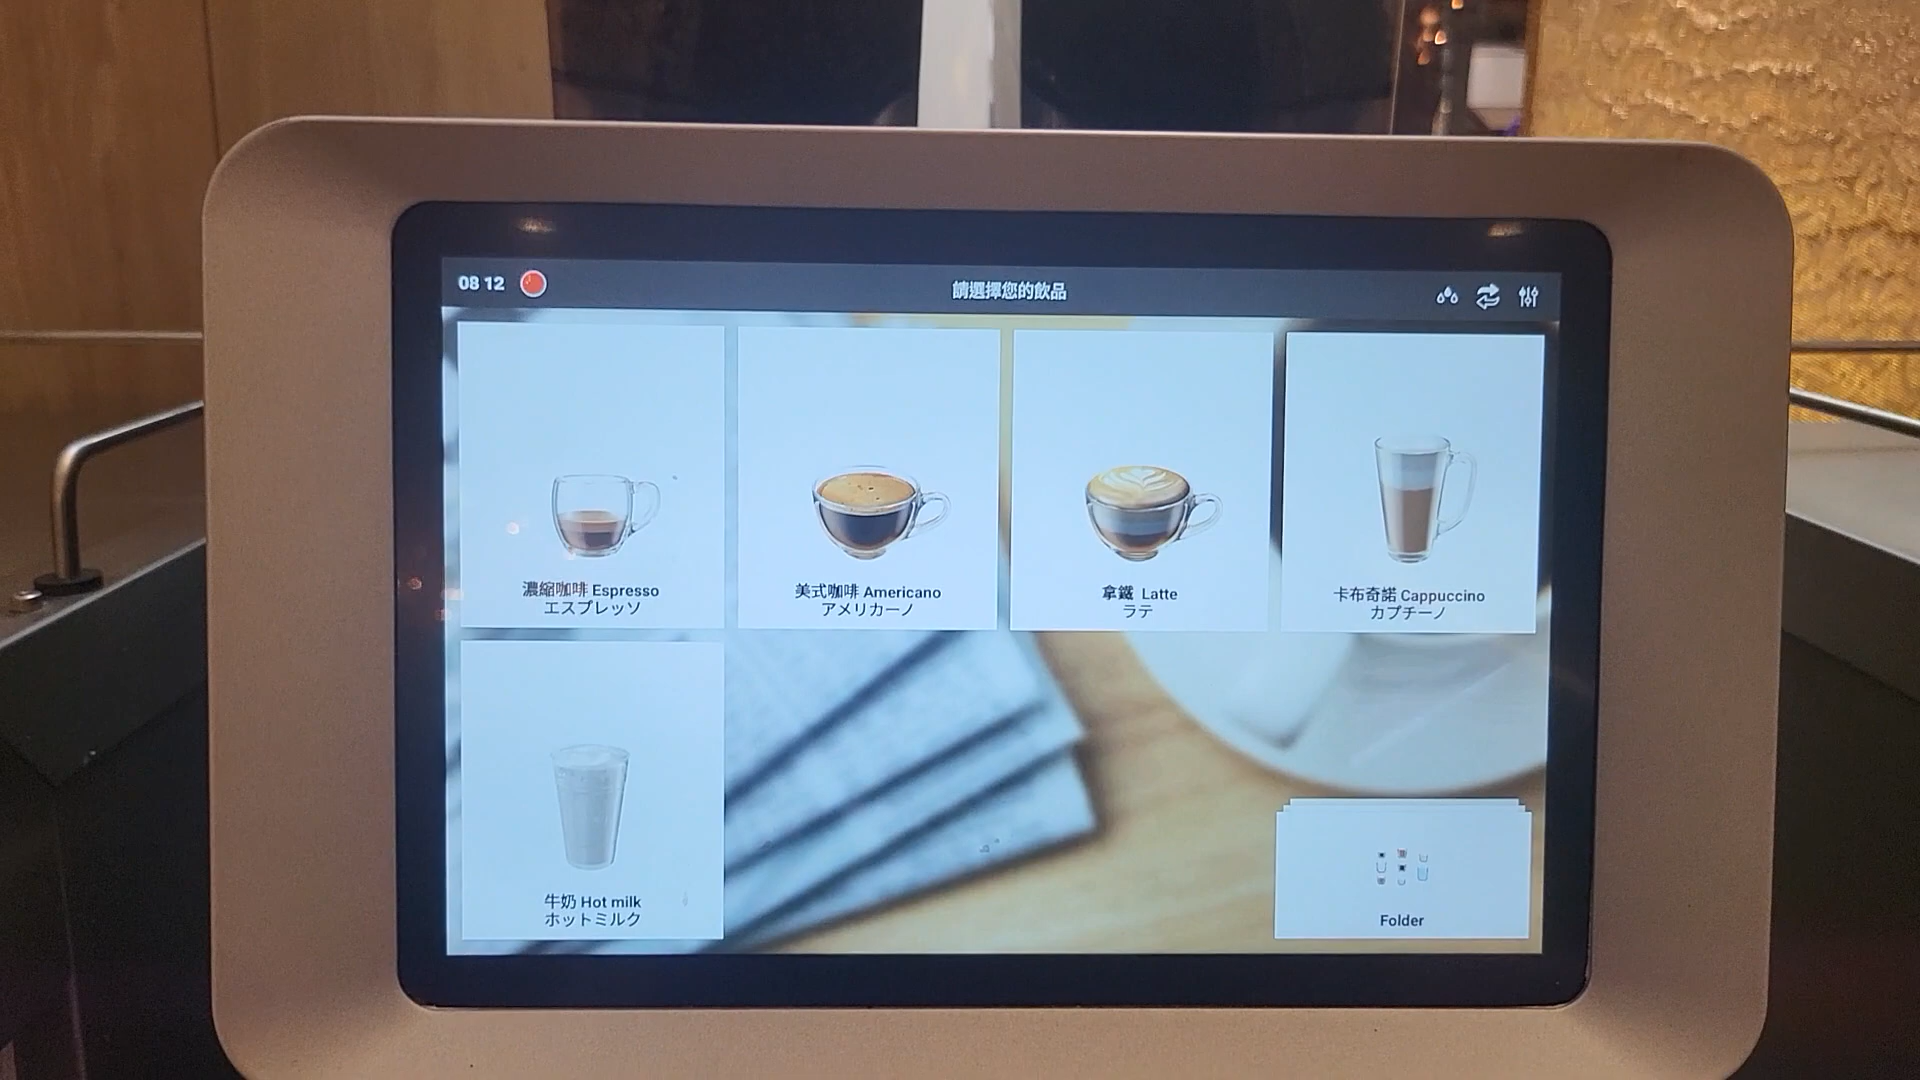 08 12
請選擇您的飲品
濃縮咖啡 Espresso
エスプレッソ
美式咖啡 Americano
アメリカーノ
拿鐵 Latte
ラテ
卡布奇諾 Cappuccino
カプチーノ
牛奶 Hot milk
ホットミルク
Folder